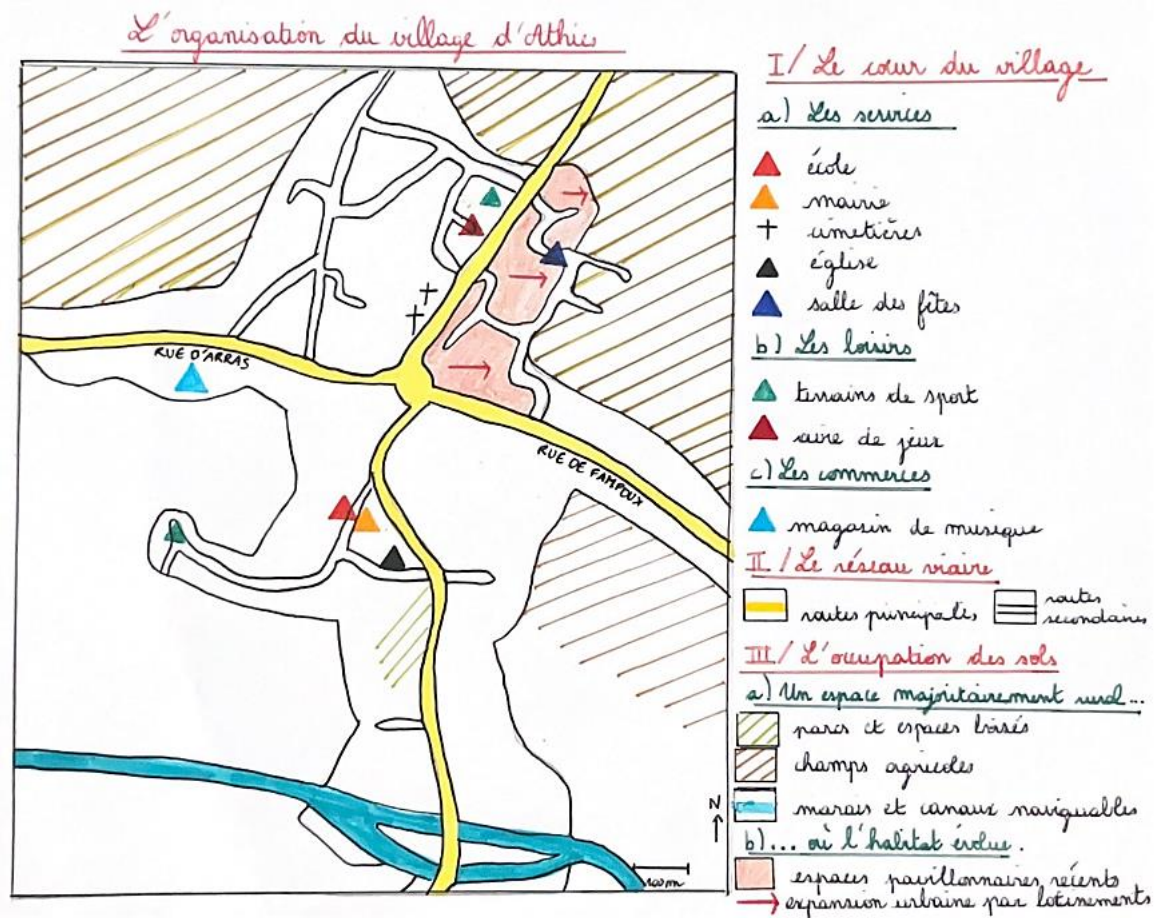 L'organisation du village d'Athies
RUE D'ARRAS
RUE DE FAMPOUX
N
100m
I/ Le cœur du village
a) Les services
école
mairie
cimetières
église
salle des fêtes
b) Les loisirs
terrains de sport
aire de jeux
c) Les commerces
magasin de musique
II/ Le réseau viaire
routes principales
routes
secondaires
III/ L'occupation des sols
a) Un espace majoritairement rural...
parcs et espaces boisés
champs agricoles
marais et canaux naviguables
b)... où l'habitat évolue.
espaces pavillonnaires récents
expansion urbaine par lotissements